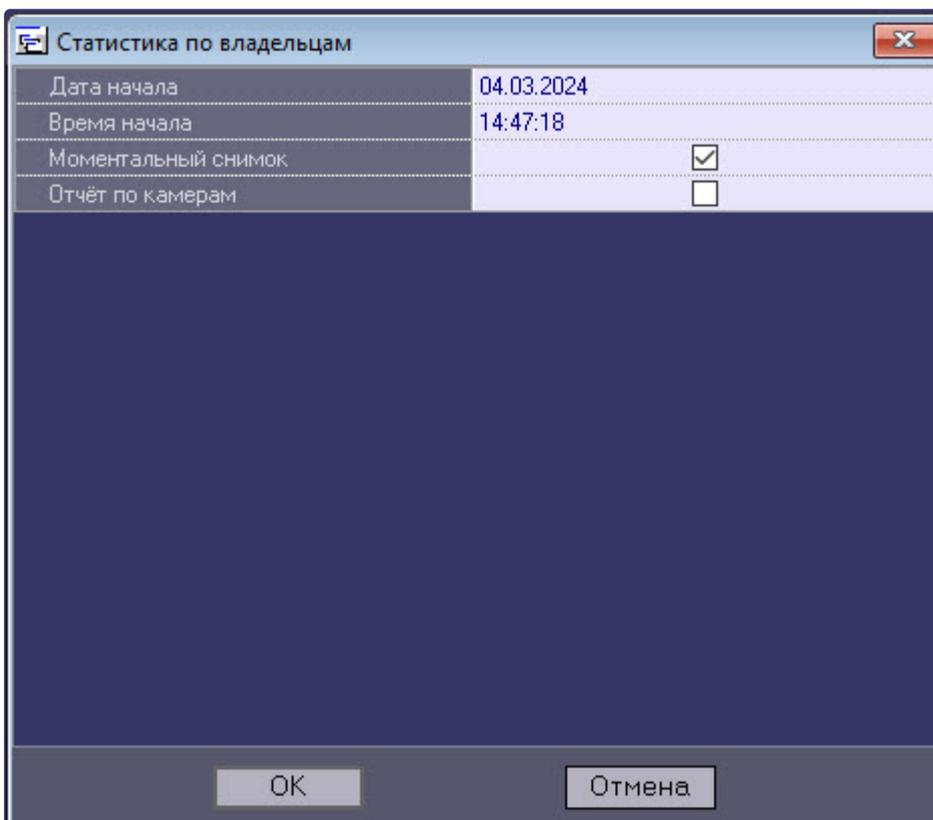 Статистика по владельцам
Дата начала 04.03.2024
Время начала 14:47:18
Моментальный снимок
Отчёт по камерам
OK Отмена